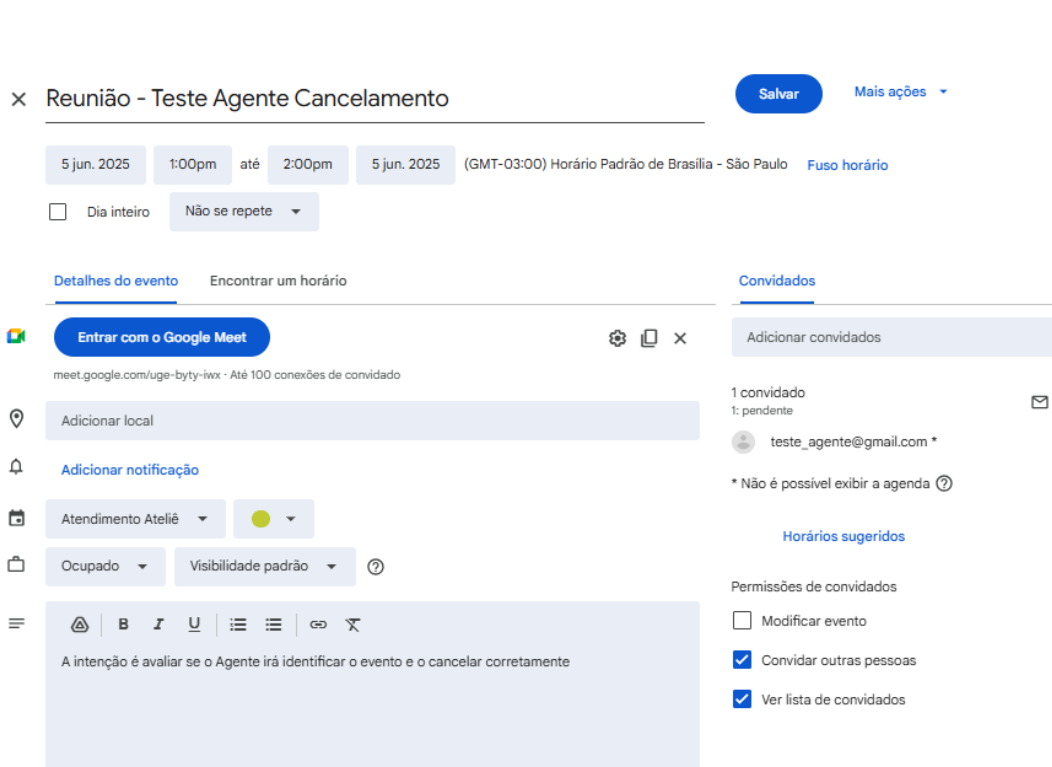 Reunião - Teste Agente Cancelamento
Salvar
Mais ações
5 jun. 2025 1:00pm até 2:00pm 5 jun. 2025 (GMT-03:00) Horário Padrão de Brasília - São Paulo Fuso horário
Dia inteiro Não se repete
Detalhes do evento Encontrar um horário
Entrar com o Google Meet
meet.google.com/uge-byty-iwx · Até 100 conexões de convidado
Adicionar local
Adicionar notificação
Atendimento Ateliê
Ocupado Visibilidade padrão
B I U
A intenção é avaliar se o Agente irá identificar o evento e o cancelar corretamente
Convidados
Adicionar convidados
1 convidado
1: pendente
teste_agente@gmail.com *
* Não é possível exibir a agenda
Horários sugeridos
Permissões de convidados
Modificar evento
Convidar outras pessoas
Ver lista de convidados